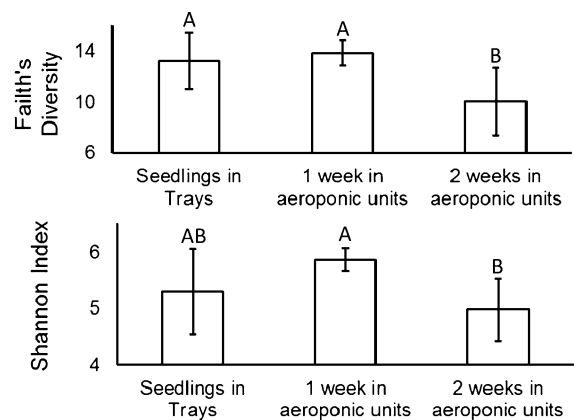 Failth's
Diversity
14
10
6
A
A
B
Seedlings in
Trays
1 week in
aeroponic units
2 weeks in
aeroponic units
Shannon Index
6
5
4
AB
A
B
Seedlings in
Trays
1 week in
aeroponic units
2 weeks in
aeroponic units